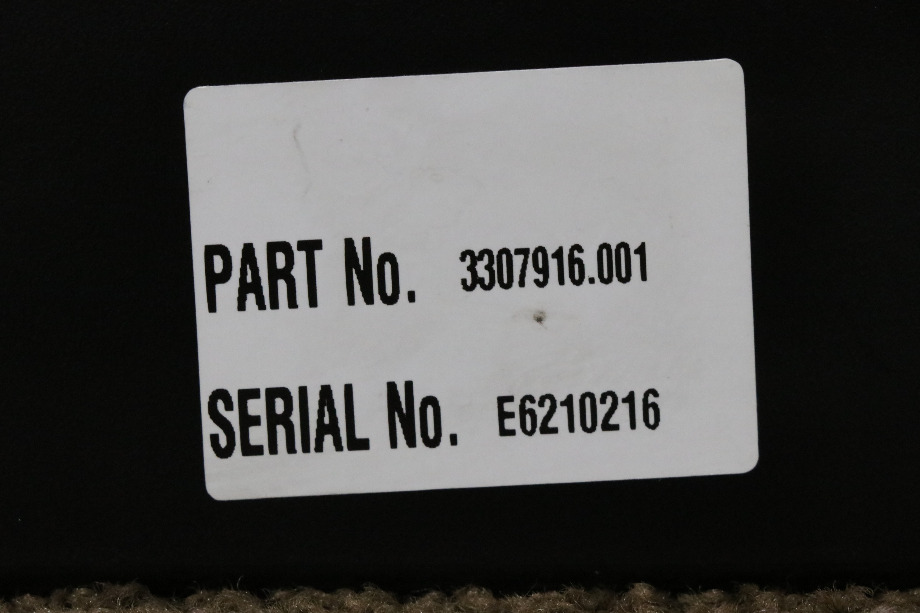 PART No. 3307916.001
SERIAL No. E6210216